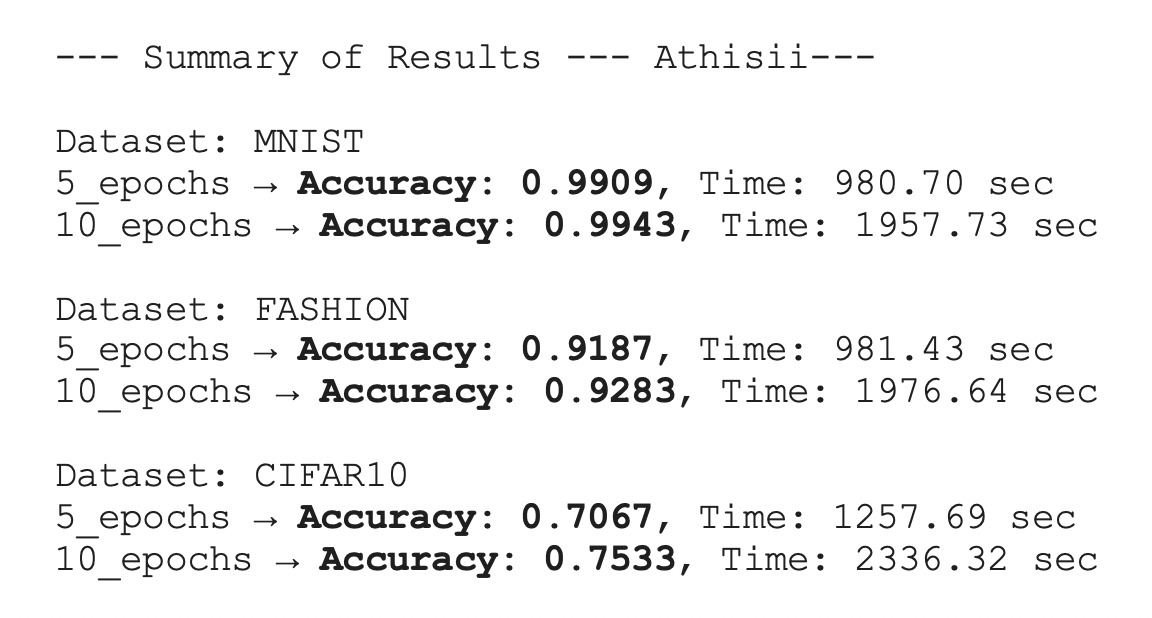 --- Summary of Results --- Athisii---
Dataset: MNIST
5_epochs → Accuracy: 0.9909, Time: 980.70 sec
10_epochs → Accuracy: 0.9943, Time: 1957.73 sec
Dataset: FASHION
5_epochs → Accuracy: 0.9187, Time: 981.43 sec
10_epochs → Accuracy: 0.9283, Time: 1976.64 sec
Dataset: CIFAR10
5_epochs → Accuracy: 0.7067, Time: 1257.69 sec
10_epochs → Accuracy: 0.7533, Time: 2336.32 sec